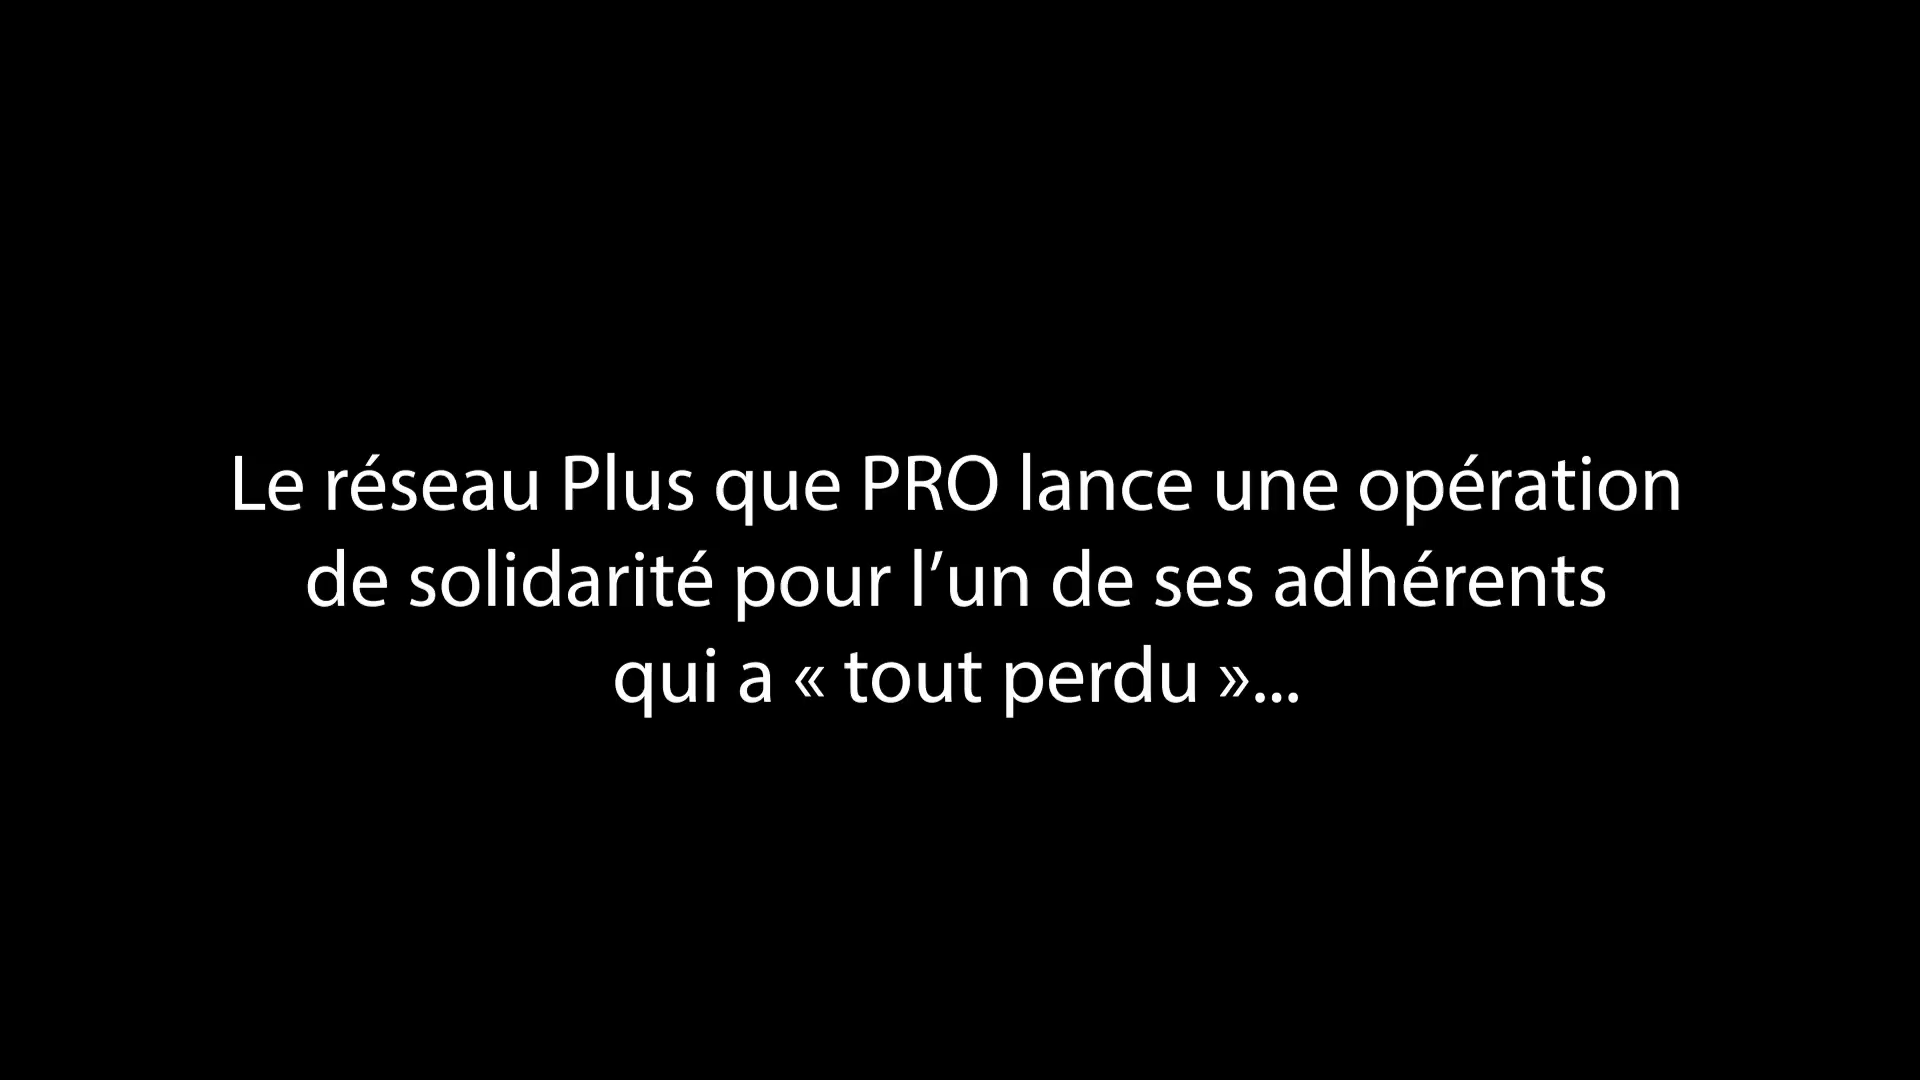 Le réseau Plus que PRO lance une opération
de solidarité pour l’un de ses adhérents
qui a « tout perdu »...